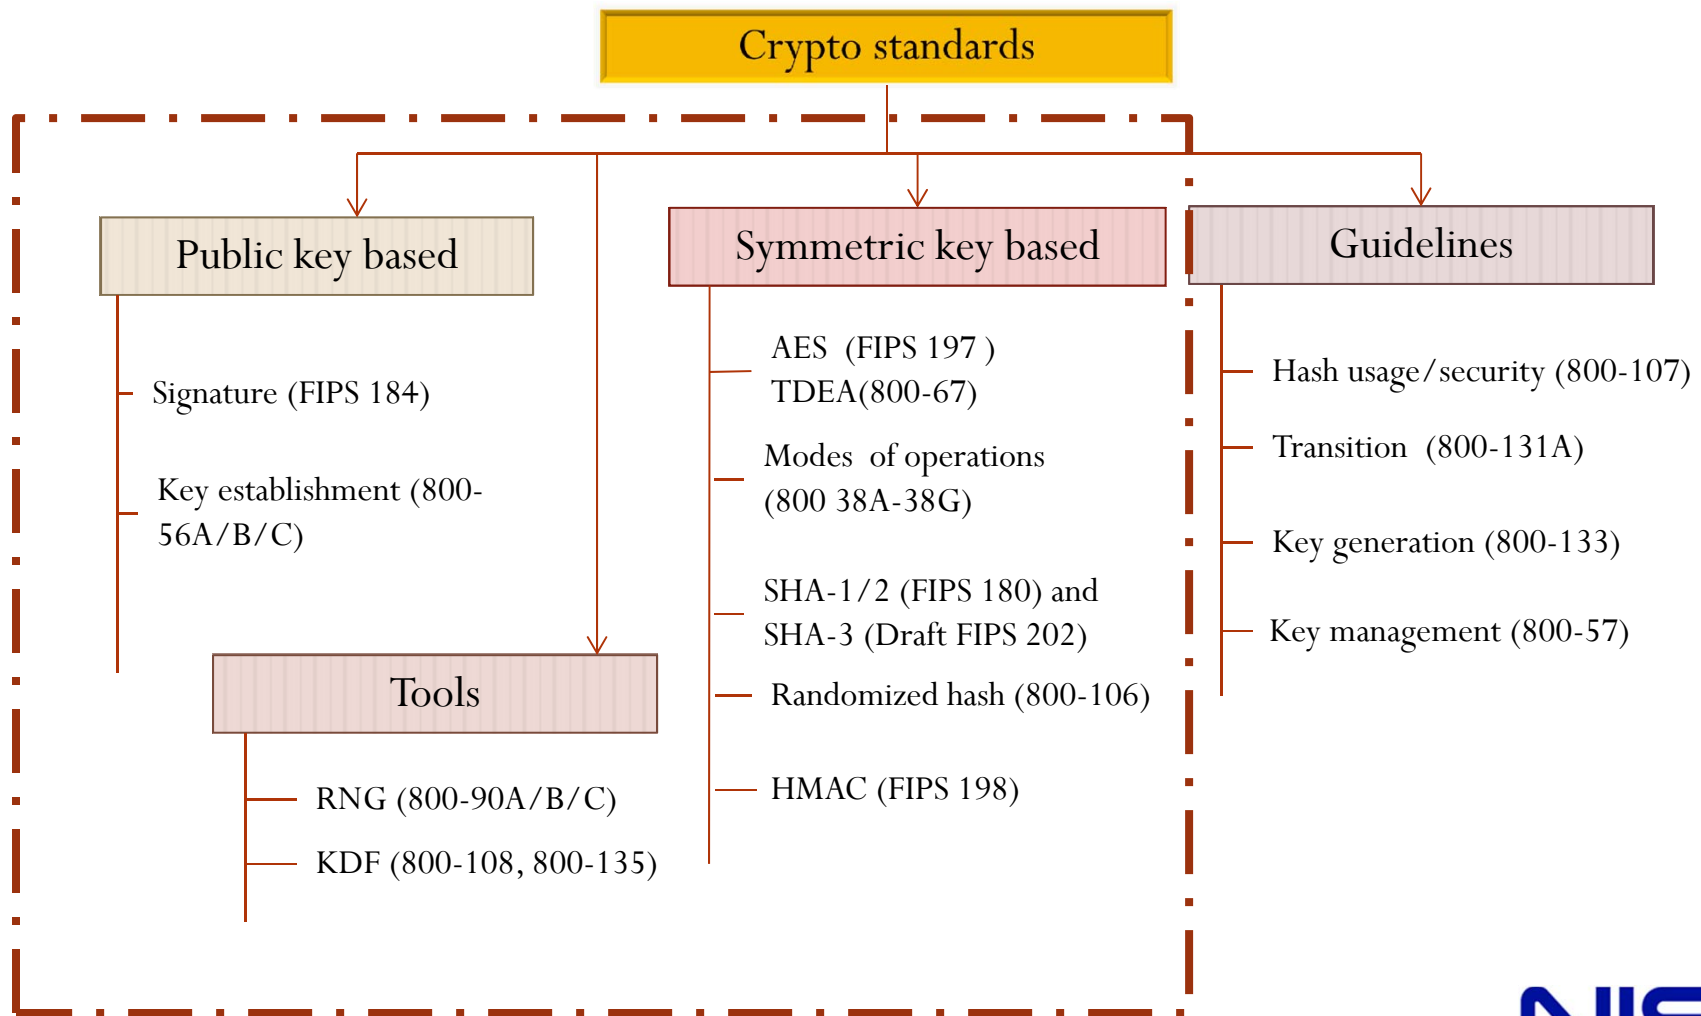 Crypto standards
Public key based
Signature (FIPS 184)
Key establishment (800-
56A/B/C)
Tools
RNG (800-90A/B/C)
KDF (800-108, 800-135)
Symmetric key based
AES (FIPS 197 )
TDEA(800-67)
Modes of operations
(800 38A-38G)
SHA-1/2 (FIPS 180) and
SHA-3 (Draft FIPS 202)
Randomized hash (800-106)
HMAC (FIPS 198)
Guidelines
Hash usage/security (800-107)
Transition (800-131A)
Key generation (800-133)
Key management (800-57)